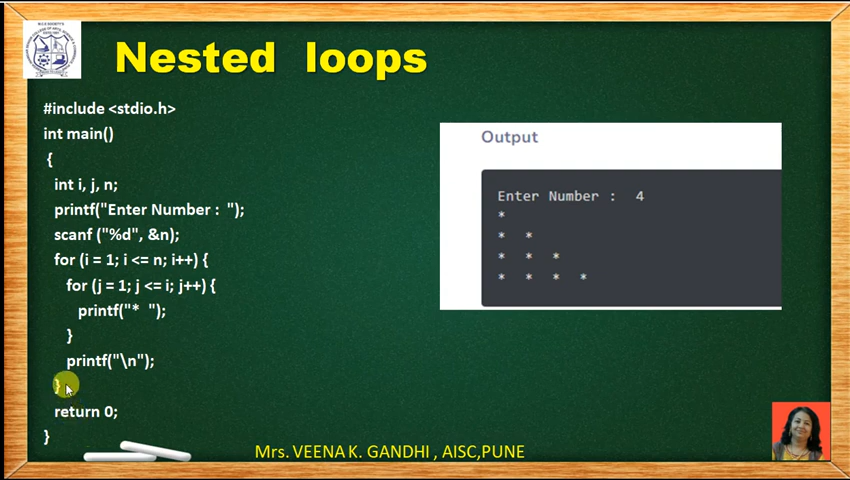 Nested loops
#include <stdio.h>
int main()
{
int i, j, n;
printf("Enter Number : ");
scanf ("%d", &n);
for (i = 1; i <= n; i++) {
for (j = 1; j <= i; j++) {
printf("* ");
}
printf("\n");
}
return 0;
}
Output
Enter Number : 4
*
* *
* * *
* * * *
Mrs. VEENA K. GANDHI , AISC,PUNE